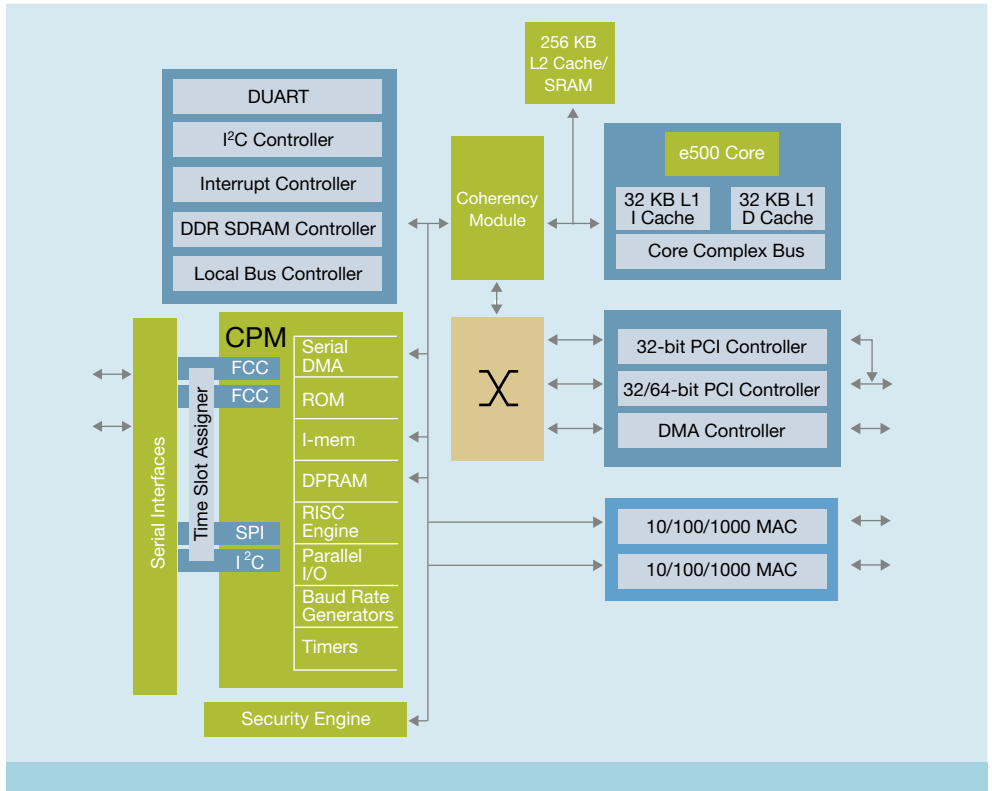 256 KB
L2 Cache/
SRAM
DUART
I²C Controller
Interrupt Controller
DDR SDRAM Controller
Local Bus Controller
Coherency
Module
e500 Core
32 KB L1
I Cache
32 KB L1
D Cache
Core Complex Bus
CPM
Serial
DMA
ROM
I-mem
DPRAM
RISC
Engine
Parallel
I/O
Baud Rate
Generators
Timers
FCC
FCC
SPI
I²C
Time Slot Assigner
Serial Interfaces
32-bit PCI Controller
32/64-bit PCI Controller
DMA Controller
10/100/1000 MAC
10/100/1000 MAC
Security Engine